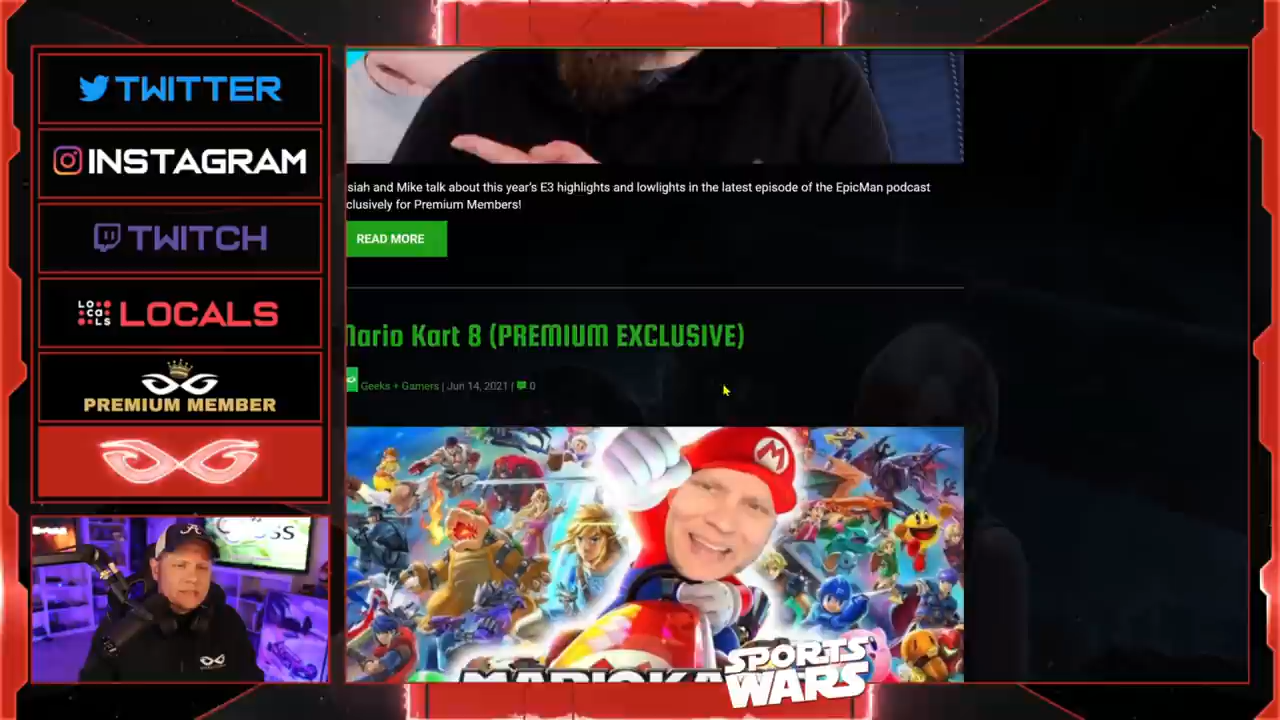 TWITTER
INSTAGRAM
TWITCH
LOCALS
LOCALS
PREMIUM MEMBER
siah and Mike talk about this year's E3 highlights and lowlights in the latest episode of the EpicMan podcast
clusively for Premium Members!
READ MORE
Mario Kart 8 (PREMIUM EXCLUSIVE)
Geeks + Gamers | Jun 14, 2021 | 0
M
SPORTS
WARS